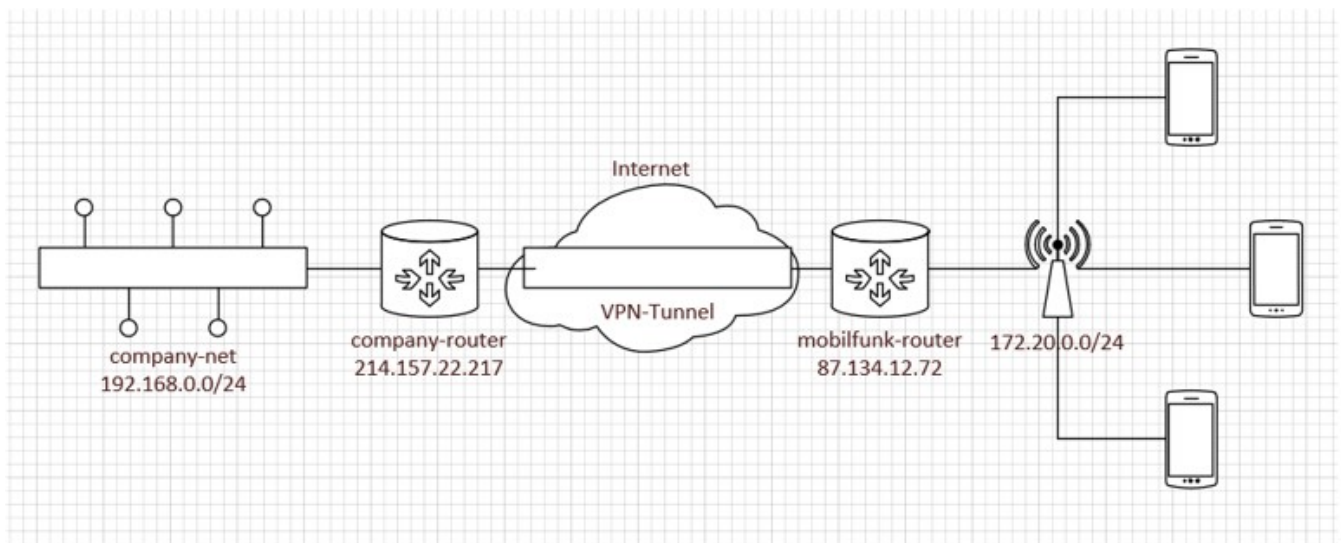 Internet
VPN-Tunnel
company-net
192.168.0.0/24
company-router
214.157.22.217
mobilfunk-router
87.134.12.72
172.20.0.0/24